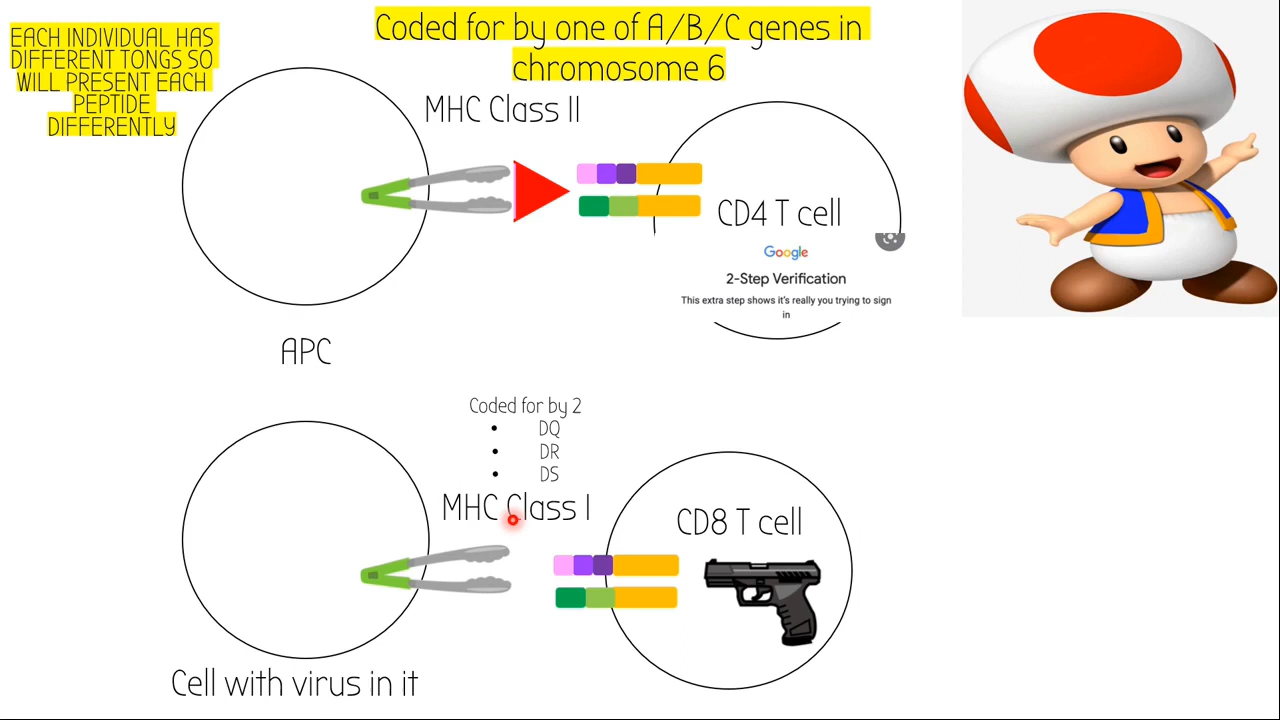 EACH INDIVIDUAL HAS
DIFFERENT TONGS SO
WILL PRESENT EACH
PEPTIDE
DIFFERENTLY
Coded for by one of A/B/C genes in
chromosome 6
MHC Class II
CD4 T cell
Google
2-Step Verification
This extra step shows it's really you trying to sign
in
APC
Coded for by 2
• DQ
• DR
• DS
MHC Class I
CD8 T cell
Cell with virus in it